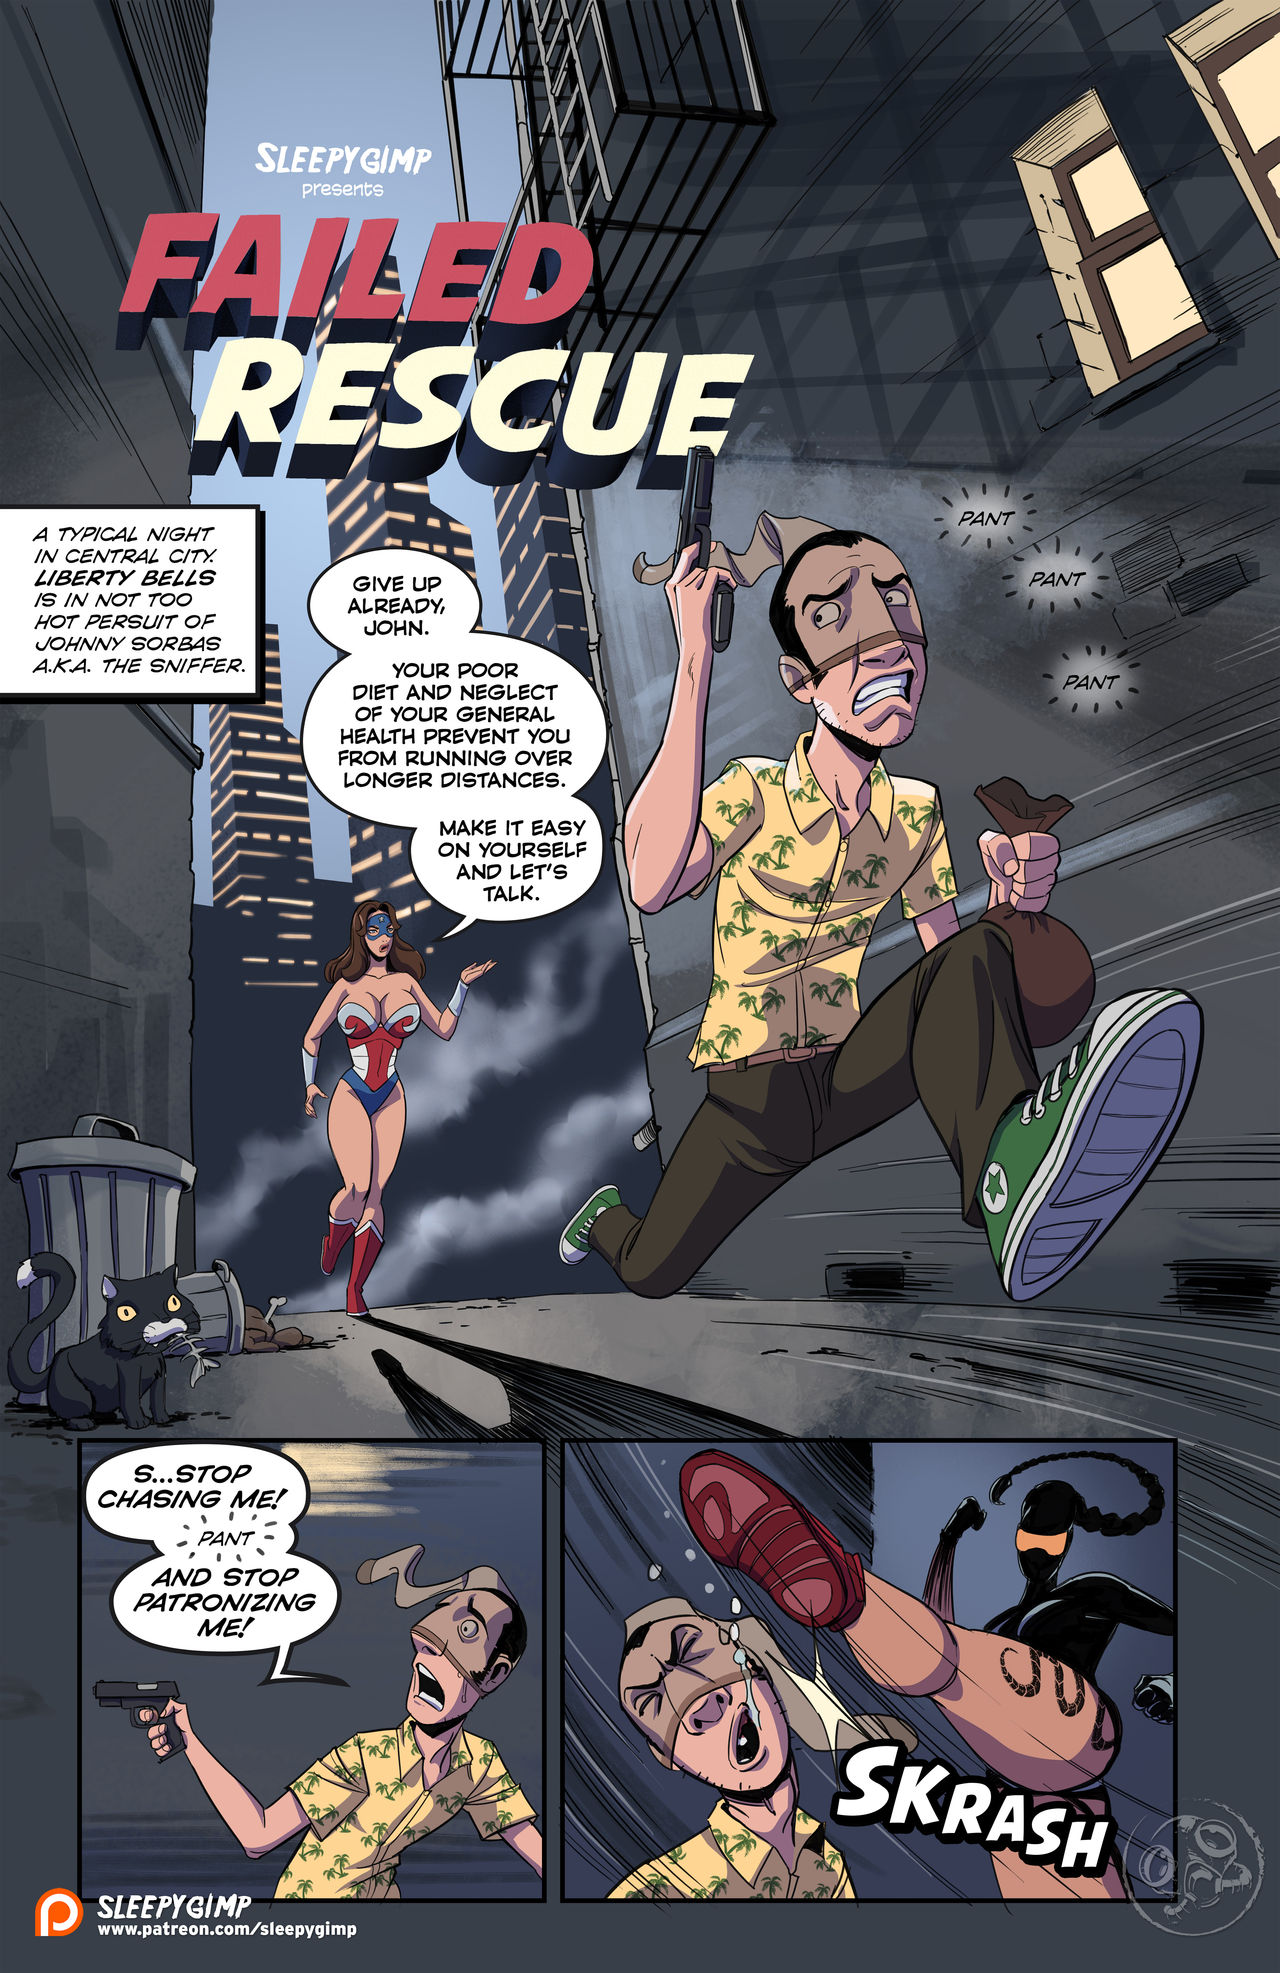 SLEEPYGIMP
presents
FAILED
RESCUE
A TYPICAL NIGHT
IN CENTRAL CITY.
LIBERTY BELLS
IS IN NOT TOO
HOT PERSUIT OF
JOHNNY SORBAS
A.K.A. THE SNIFFER.
GIVE UP
ALREADY,
JOHN.
YOUR POOR
DIET AND NEGLECT
OF YOUR GENERAL
HEALTH PREVENT YOU
FROM RUNNING OVER
LONGER DISTANCES.
MAKE IT EASY
ON YOURSELF
AND LET'S
TALK.
PANT
PANT
PANT
S...STOP
CHASING ME!
PANT
AND STOP
PATRONIZING
ME!
SKRASH
SLEEPYGIMP
www.patreon.com/sleepygimp